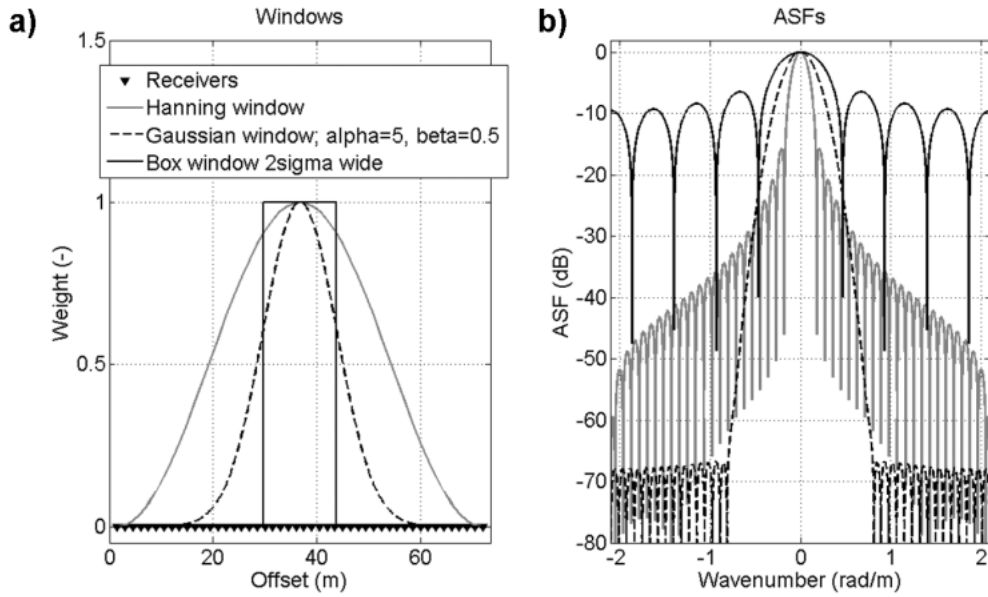 a)
Windows
1.5
Receivers
Hanning window
Gaussian window; alpha=5, beta=0.5
Box window 2sigma wide
1
0.5
0
Weight (-)
0
20
40
60
Offset (m)
b)
ASFs
0
-10
-20
-30
-40
-50
-60
-70
-80
ASF (dB)
-2
-1
0
1
2
Wavenumber (rad/m)